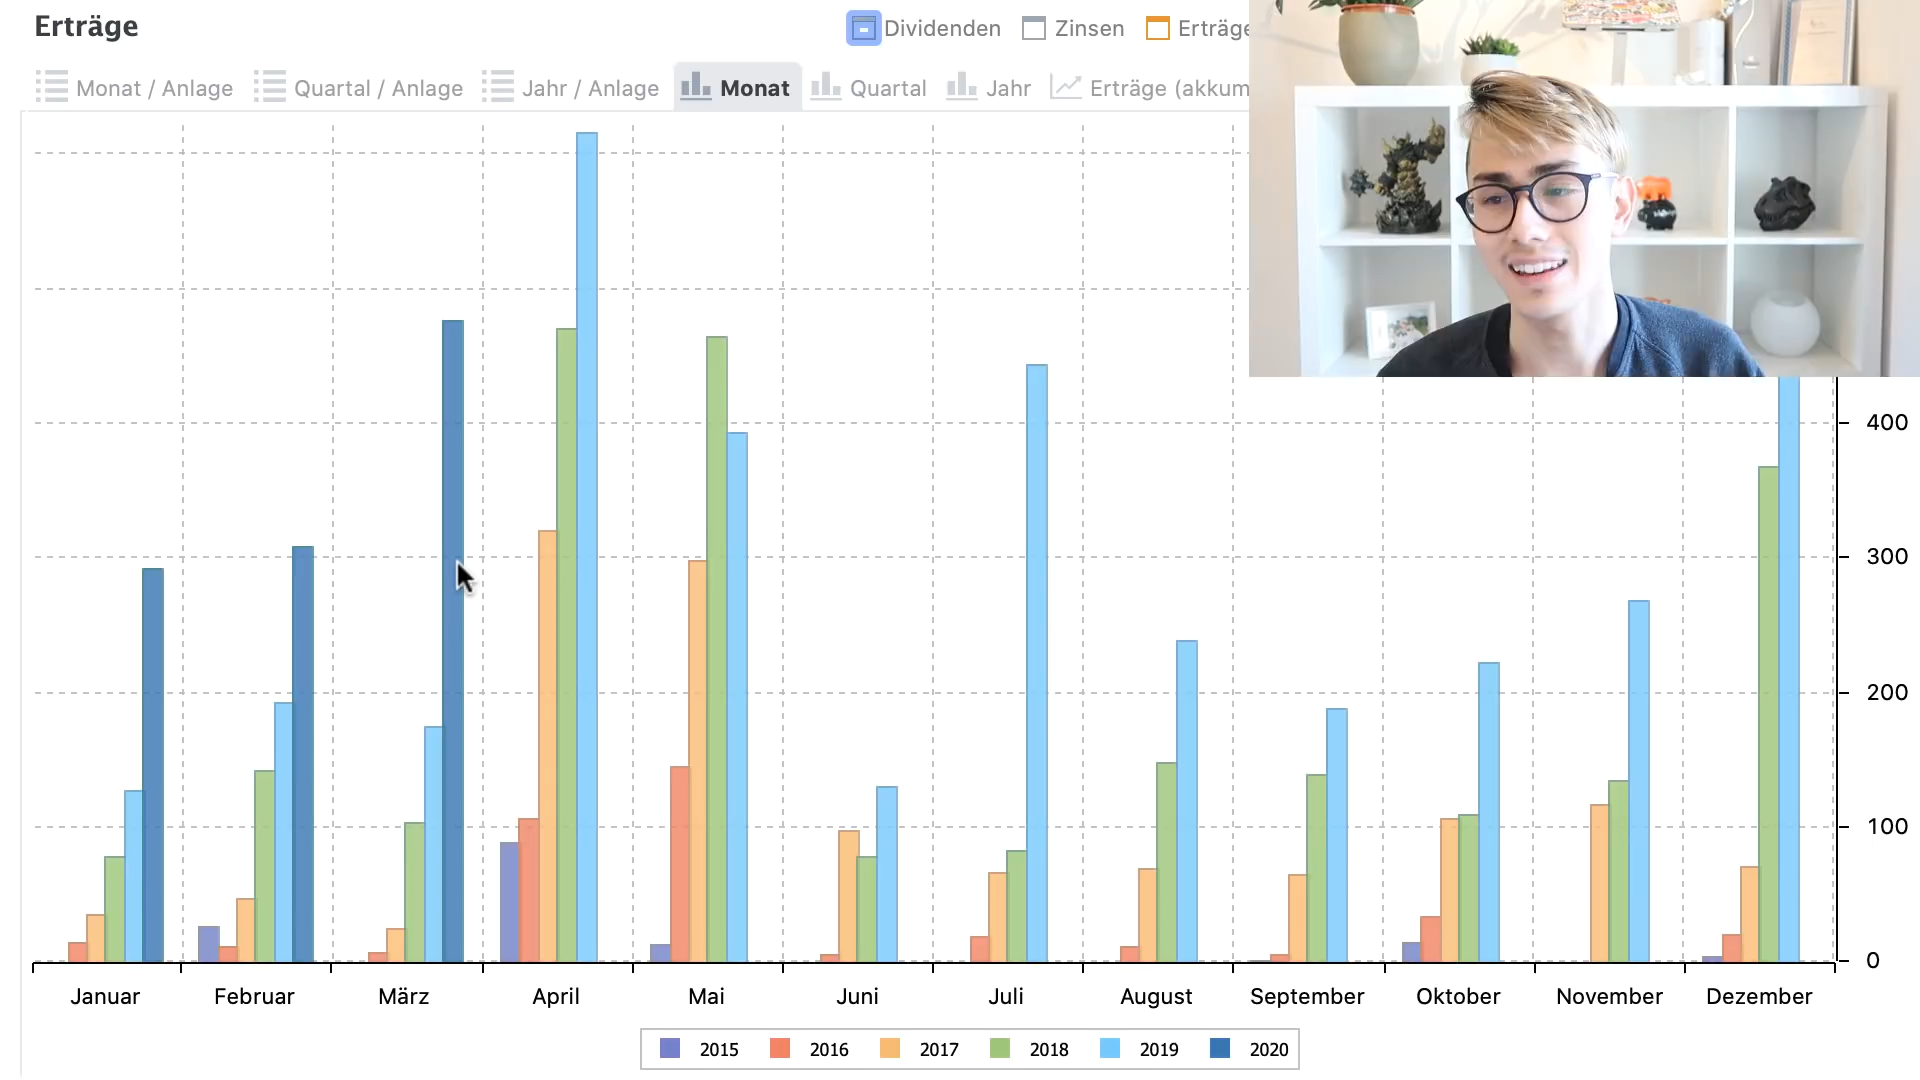 Erträge
Dividenden Zinsen Erträge
Monat / Anlage Quartal / Anlage Jahr / Anlage Monat Quartal Jahr Erträge (akkum
400
300
200
100
0
Januar Februar März April Mai Juni Juli August September Oktober November Dezember
2015 2016 2017 2018 2019 2020